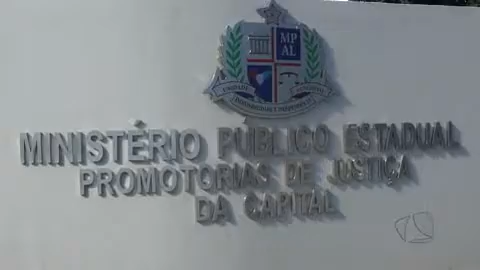 MP
AL
MINISTÉRIO PÚBLICO ESTADUAL
PROMOTORIAS DE JUSTIÇA
DA CAPITAL